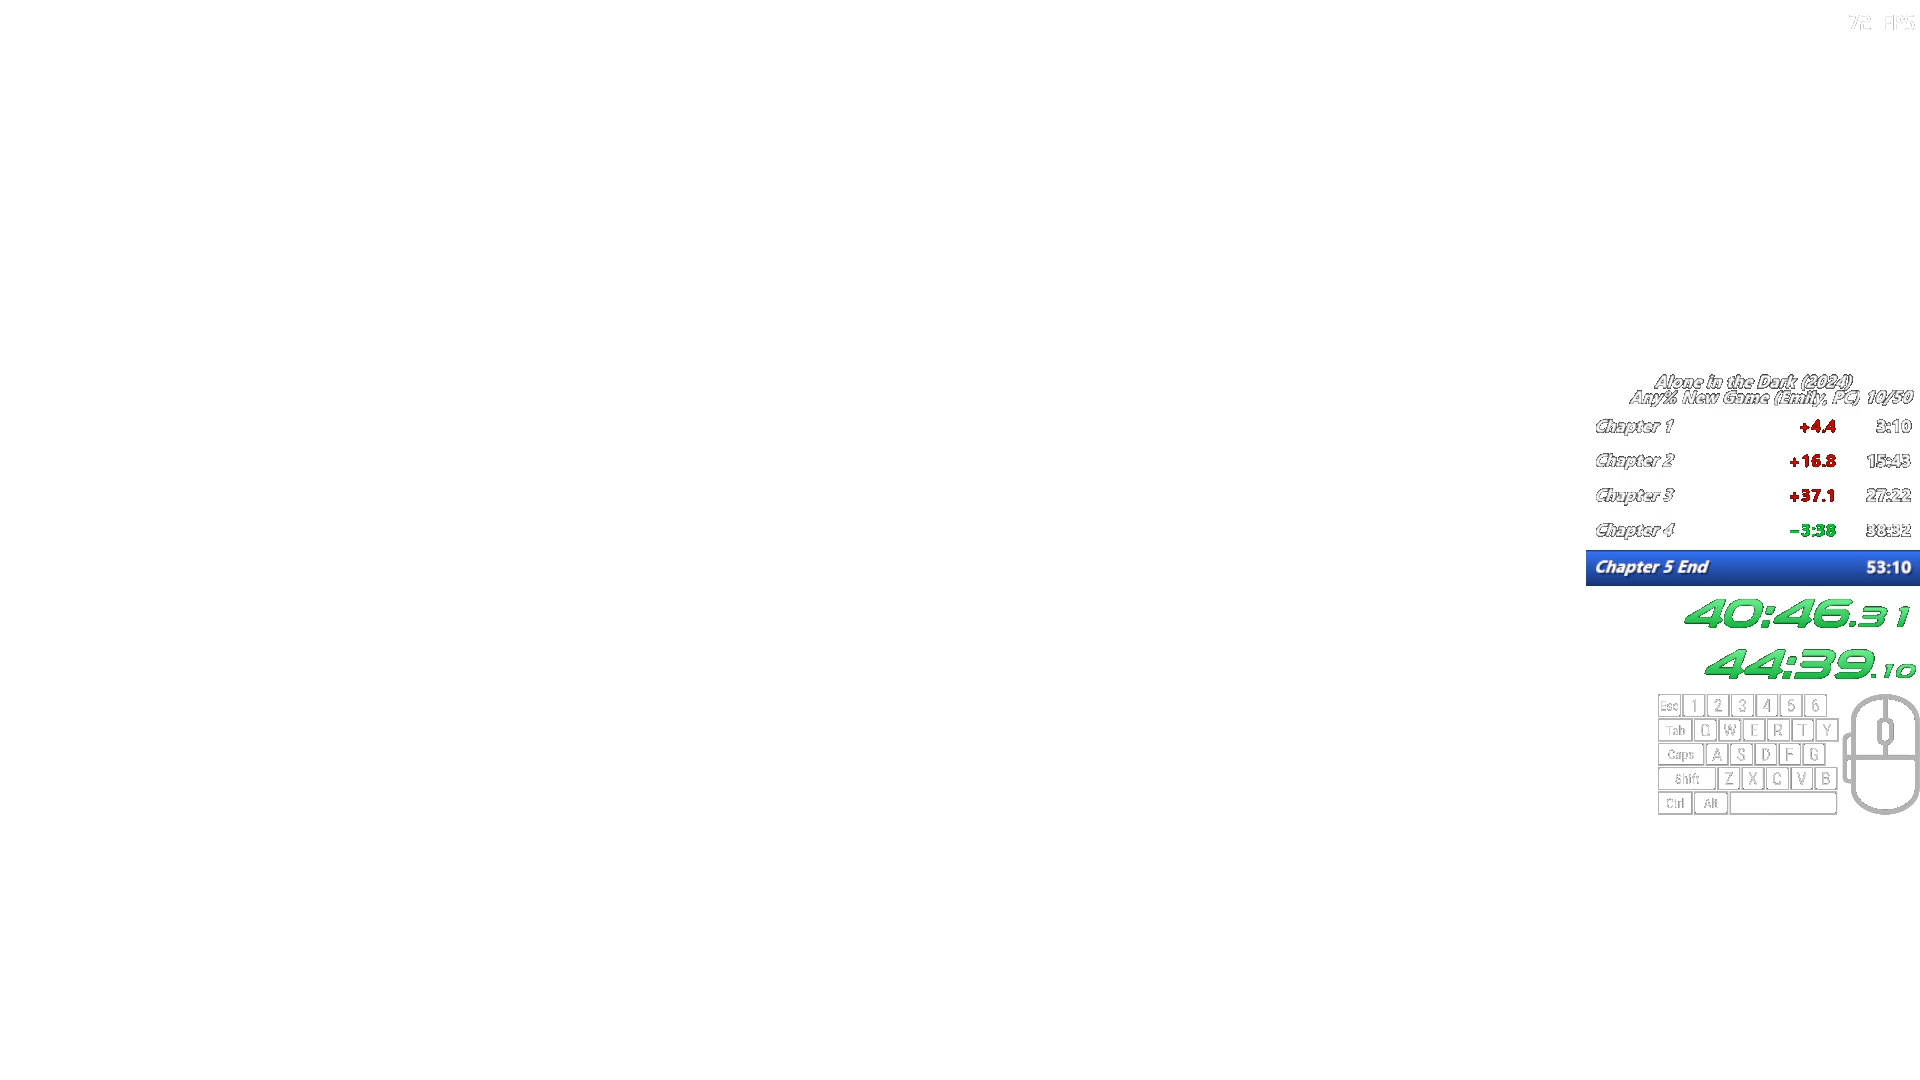 72 FPS
Alone in the Dark (2024)
Any% New Game (Emily, PC) 10/50
Chapter 1 +4.4 3:10
Chapter 2 +16.8 15:43
Chapter 3 +37.1 27:22
Chapter 4 -3:38 38:32
Chapter 5 End 53:10
40:46.31
44:39.10
Esc 1 2 3 4 5 6
Tab Q W E R T Y
Caps A S D F G
Shift Z X C V B
Ctrl Alt